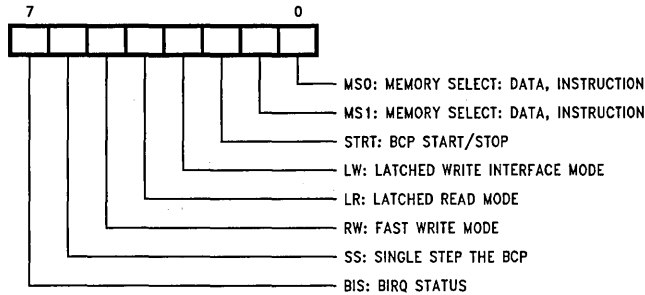 7 0
MS0: MEMORY SELECT: DATA, INSTRUCTION
MS1: MEMORY SELECT: DATA, INSTRUCTION
STRT: BCP START/STOP
LW: LATCHED WRITE INTERFACE MODE
LR: LATCHED READ MODE
RW: FAST WRITE MODE
SS: SINGLE STEP THE BCP
BIS: BIRQ STATUS